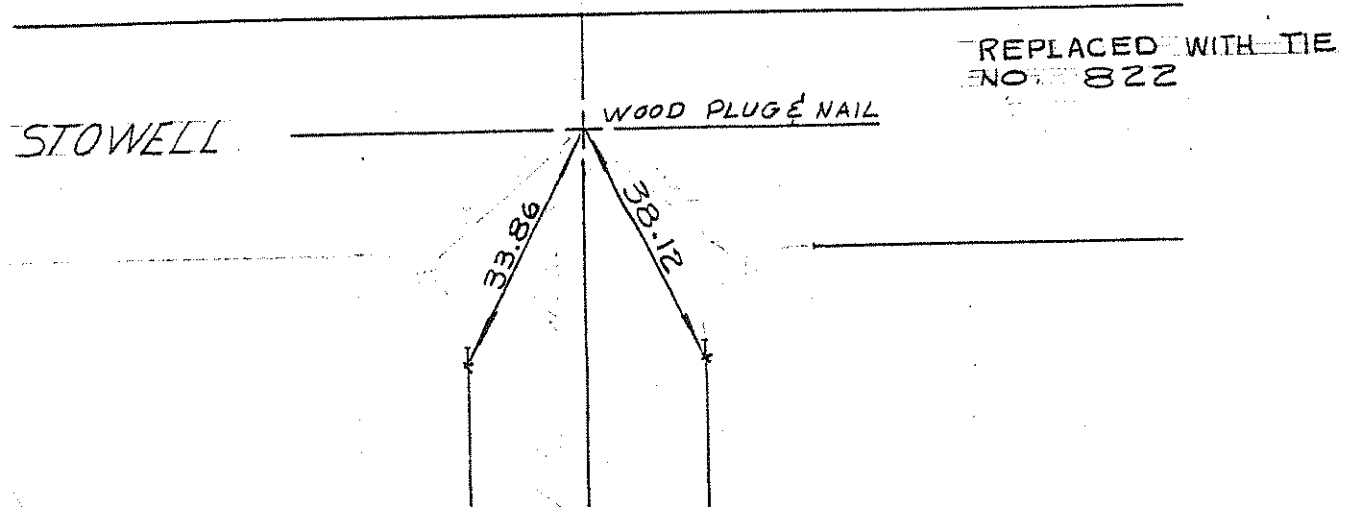 REPLACED WITH TIE
NO. 822
WOOD PLUG & NAIL
STOWELL
33.86
38.12